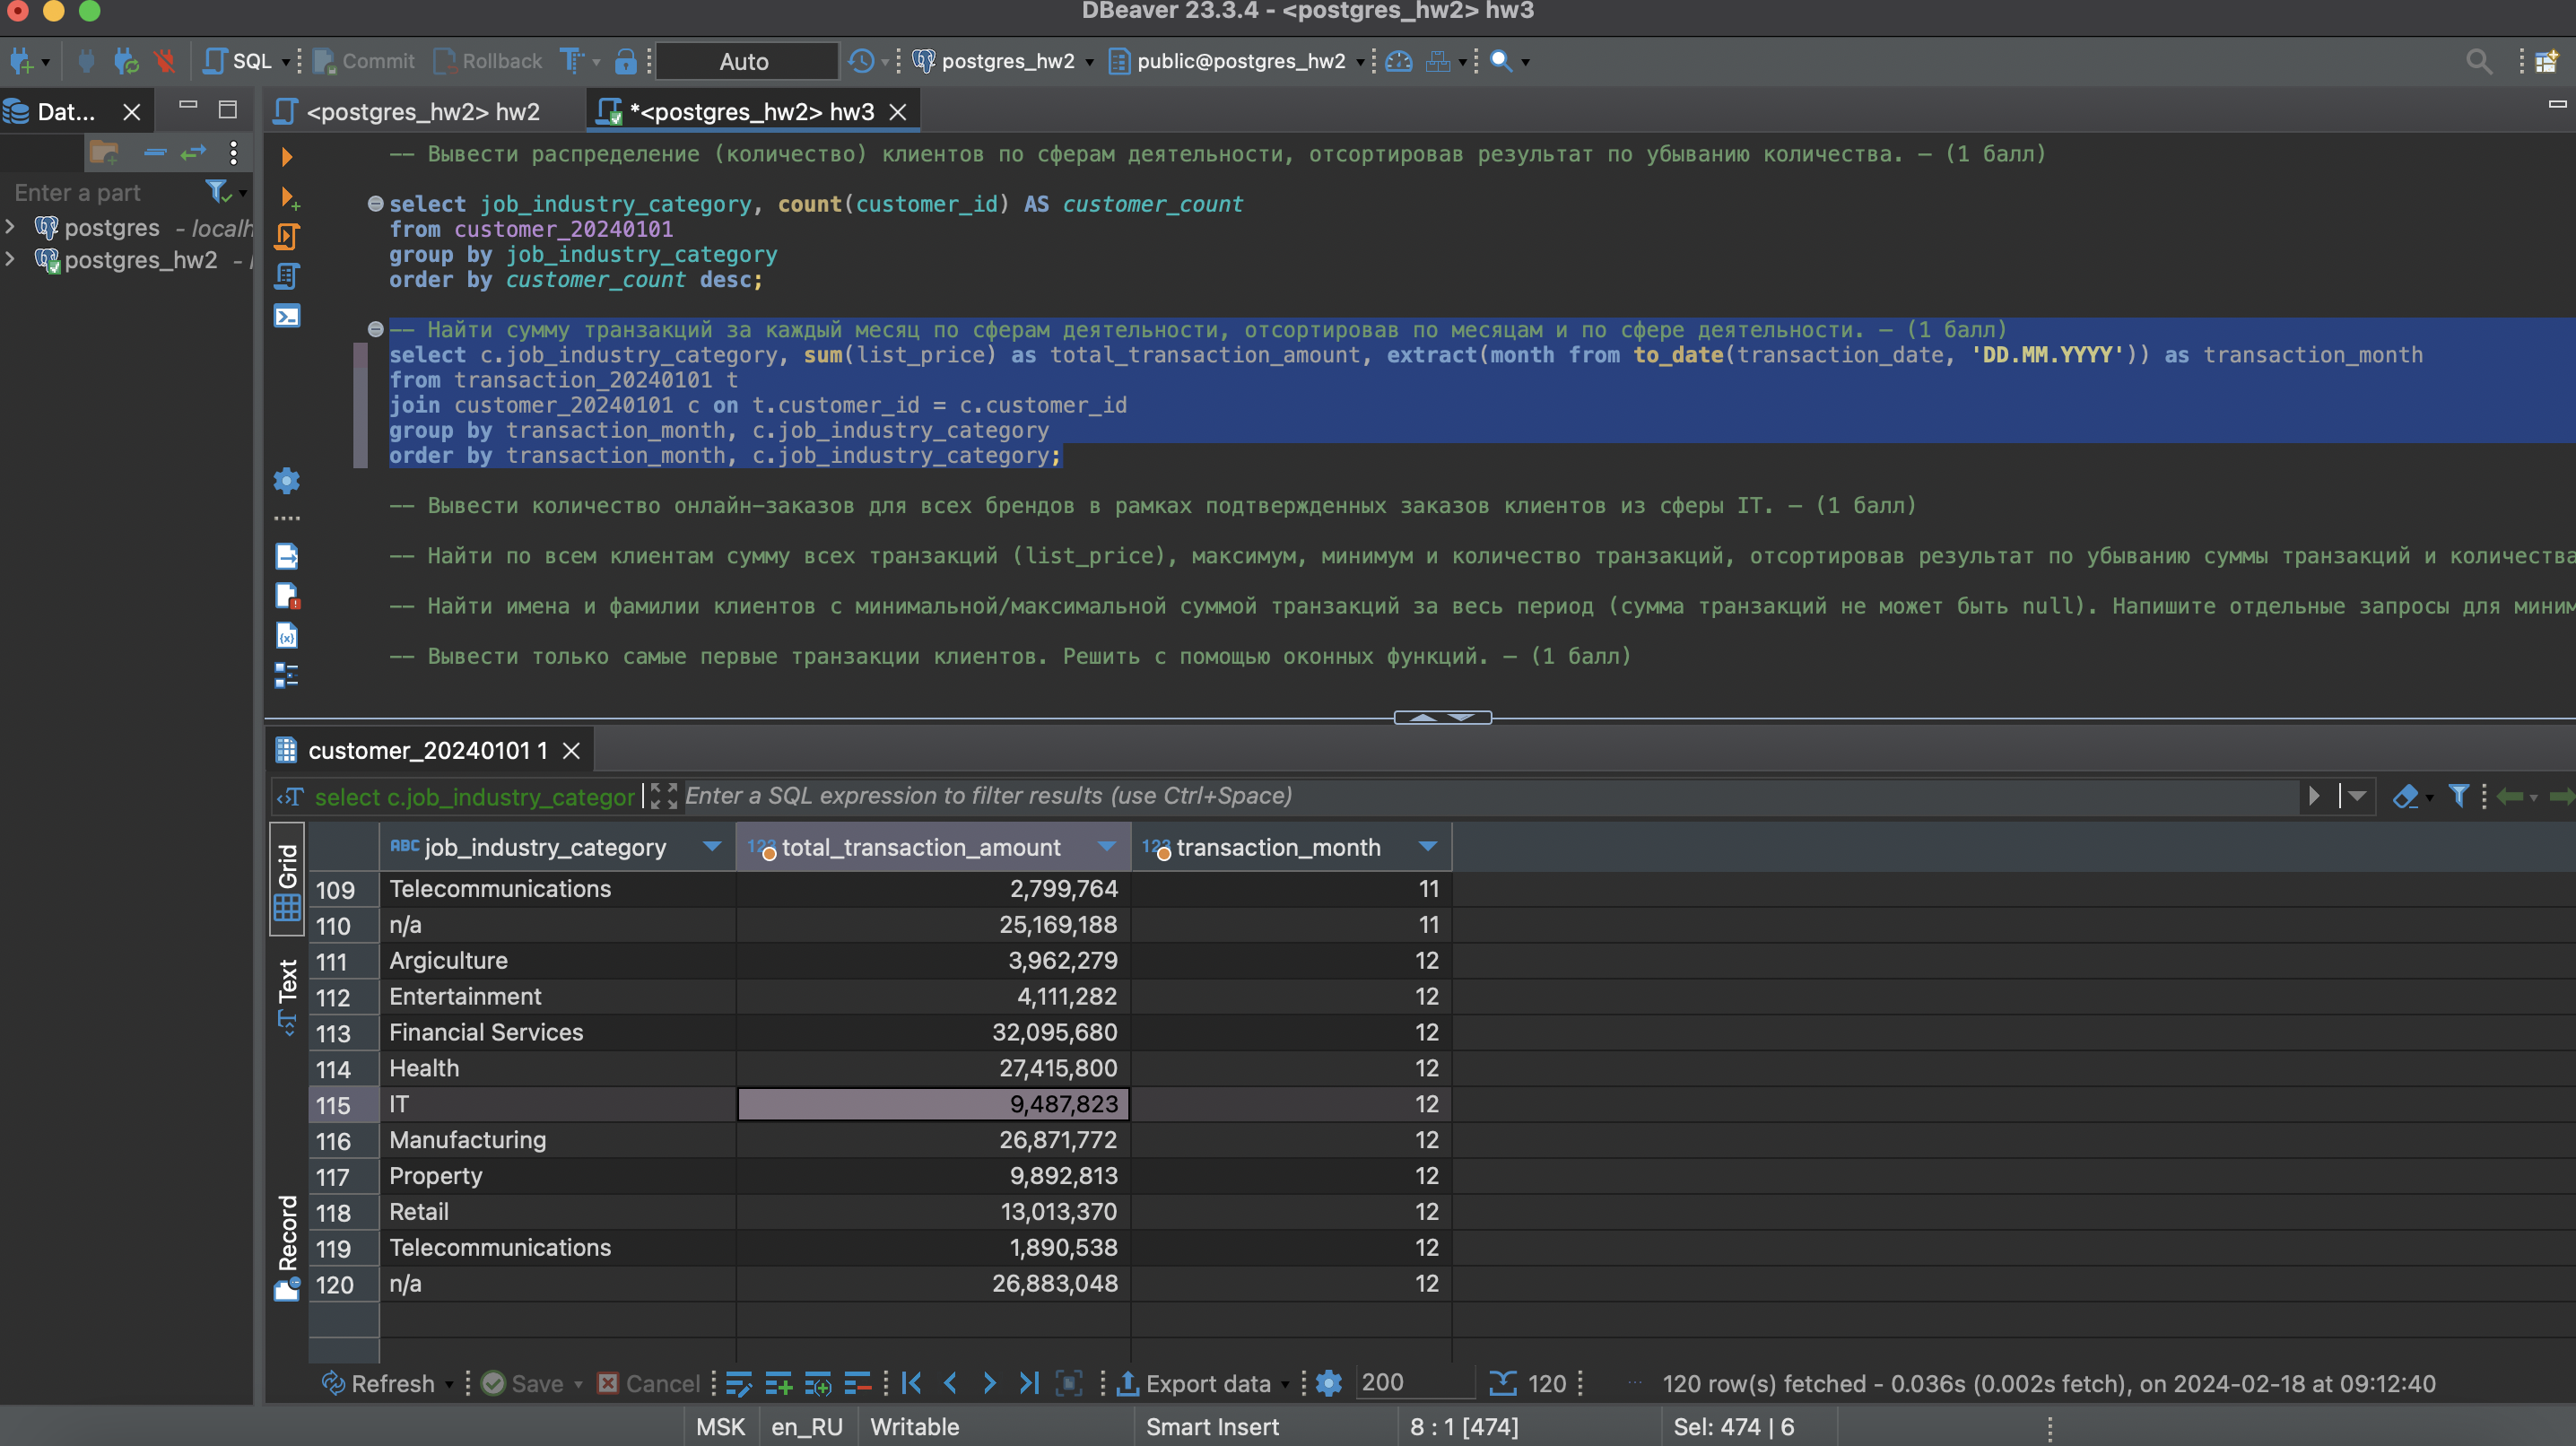 DBeaver 23.3.4 - <postgres_hw2> hw3
SQL Commit Rollback Auto postgres_hw2 public@postgres_hw2
Dat... <postgres_hw2> hw2 *<postgres_hw2> hw3
Enter a part
postgres - localh
postgres_hw2 - l
-- Вывести распределение (количество) клиентов по сферам деятельности, отсортировав результат по убыванию количества. — (1 балл)
select job_industry_category, count(customer_id) AS customer_count
from customer_20240101
group by job_industry_category
order by customer_count desc;
-- Найти сумму транзакций за каждый месяц по сферам деятельности, отсортировав по месяцам и по сфере деятельности. — (1 балл)
select c.job_industry_category, sum(list_price) as total_transaction_amount, extract(month from to_date(transaction_date, 'DD.MM.YYYY')) as transaction_month
from transaction_20240101 t
join customer_20240101 c on t.customer_id = c.customer_id
group by transaction_month, c.job_industry_category
order by transaction_month, c.job_industry_category;
-- Вывести количество онлайн-заказов для всех брендов в рамках подтвержденных заказов клиентов из сферы IT. — (1 балл)
-- Найти по всем клиентам сумму всех транзакций (list_price), максимум, минимум и количество транзакций, отсортировав результат по убыванию суммы транзакций и количества
-- Найти имена и фамилии клиентов с минимальной/максимальной суммой транзакций за весь период (сумма транзакций не может быть null). Напишите отдельные запросы для миним
-- Вывести только самые первые транзакции клиентов. Решить с помощью оконных функций. — (1 балл)
customer_20240101 1
select c.job_industry_categor Enter a SQL expression to filter results (use Ctrl+Space)
Grid
Text
Record
ABC job_industry_category 123 total_transaction_amount 123 transaction_month
109 Telecommunications 2,799,764 11
110 n/a 25,169,188 11
111 Argiculture 3,962,279 12
112 Entertainment 4,111,282 12
113 Financial Services 32,095,680 12
114 Health 27,415,800 12
115 IT 9,487,823 12
116 Manufacturing 26,871,772 12
117 Property 9,892,813 12
118 Retail 13,013,370 12
119 Telecommunications 1,890,538 12
120 n/a 26,883,048 12
Refresh Save Cancel Export data 200 120 120 row(s) fetched - 0.036s (0.002s fetch), on 2024-02-18 at 09:12:40
MSK en_RU Writable Smart Insert 8 : 1 [474] Sel: 474 | 6